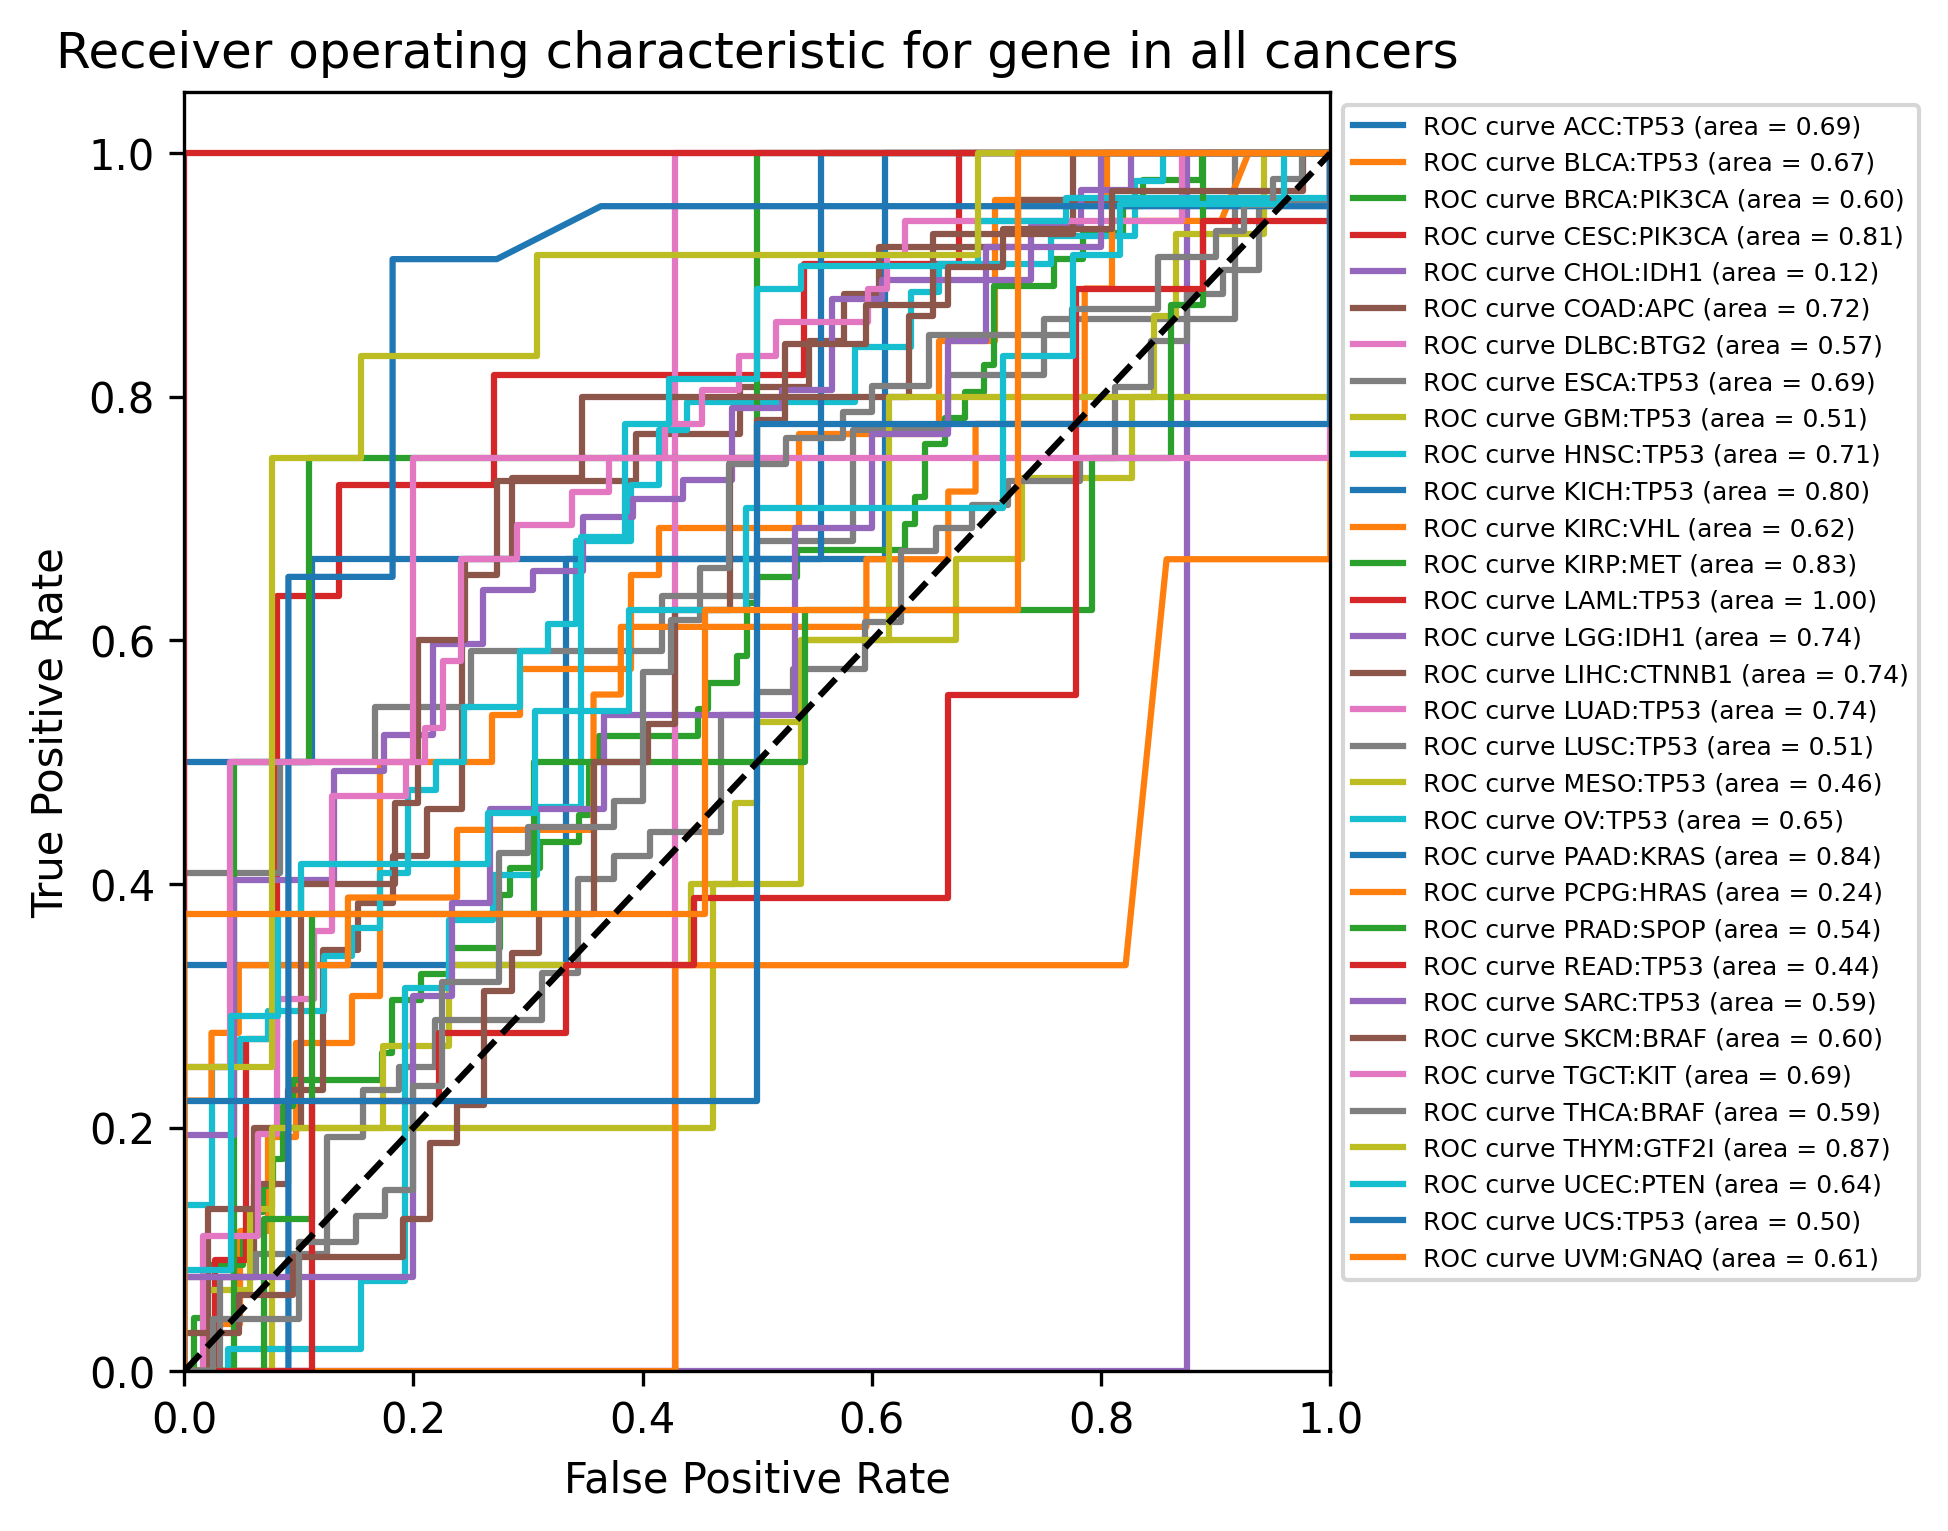 Receiver operating characteristic for gene in all cancers
True Positive Rate
1.0
0.8
0.6
0.4
0.2
0.0
0.0 0.2 0.4 0.6 0.8 1.0
False Positive Rate
ROC curve ACC:TP53 (area = 0.69)
ROC curve BLCA:TP53 (area = 0.67)
ROC curve BRCA:PIK3CA (area = 0.60)
ROC curve CESC:PIK3CA (area = 0.81)
ROC curve CHOL:IDH1 (area = 0.12)
ROC curve COAD:APC (area = 0.72)
ROC curve DLBC:BTG2 (area = 0.57)
ROC curve ESCA:TP53 (area = 0.69)
ROC curve GBM:TP53 (area = 0.51)
ROC curve HNSC:TP53 (area = 0.71)
ROC curve KICH:TP53 (area = 0.80)
ROC curve KIRC:VHL (area = 0.62)
ROC curve KIRP:MET (area = 0.83)
ROC curve LAML:TP53 (area = 1.00)
ROC curve LGG:IDH1 (area = 0.74)
ROC curve LIHC:CTNNB1 (area = 0.74)
ROC curve LUAD:TP53 (area = 0.74)
ROC curve LUSC:TP53 (area = 0.51)
ROC curve MESO:TP53 (area = 0.46)
ROC curve OV:TP53 (area = 0.65)
ROC curve PAAD:KRAS (area = 0.84)
ROC curve PCPG:HRAS (area = 0.24)
ROC curve PRAD:SPOP (area = 0.54)
ROC curve READ:TP53 (area = 0.44)
ROC curve SARC:TP53 (area = 0.59)
ROC curve SKCM:BRAF (area = 0.60)
ROC curve TGCT:KIT (area = 0.69)
ROC curve THCA:BRAF (area = 0.59)
ROC curve THYM:GTF2I (area = 0.87)
ROC curve UCEC:PTEN (area = 0.64)
ROC curve UCS:TP53 (area = 0.50)
ROC curve UVM:GNAQ (area = 0.61)